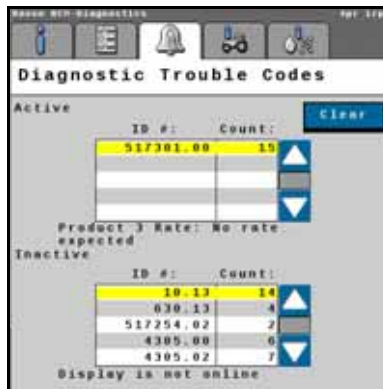 Diagnostic Trouble Codes
Active
Clear
ID #: Count:
517301.00 15
Product 3 Rate: No rate
expected
Inactive
ID #: Count:
10.13 14
630.13 4
517254.02 2
4305.00 6
4305.02 7
Display is not online